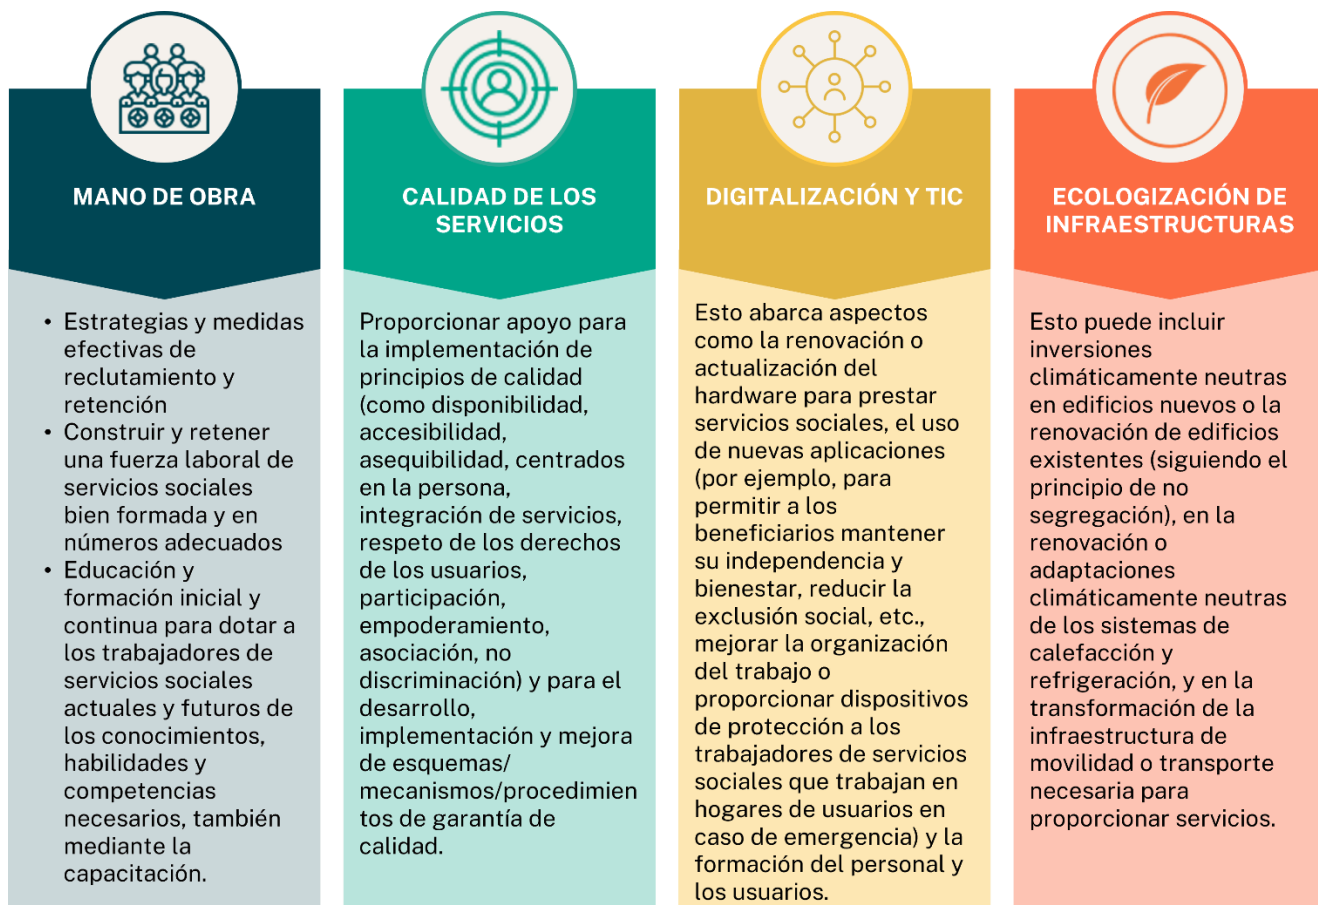 MANO DE OBRA
• Estrategias y medidas
efectivas de
reclutamiento y
retención
• Construir y retener
una fuerza laboral de
servicios sociales
bien formada y en
números adecuados
• Educación y
formación inicial y
continua para dotar a
los trabajadores de
servicios sociales
actuales y futuros de
los conocimientos,
habilidades y
competencias
necesarios, también
mediante la
capacitación.
CALIDAD DE LOS
SERVICIOS
Proporcionar apoyo para
la implementación de
principios de calidad
(como disponibilidad,
accesibilidad,
asequibilidad, centrados
en la persona,
integración de servicios,
respeto de los derechos
de los usuarios,
participación,
empoderamiento,
asociación, no
discriminación) y para el
desarrollo,
implementación y mejora
de esquemas/
mecanismos/procedimien
tos de garantía de
calidad.
DIGITALIZACIÓN Y TIC
Esto abarca aspectos
como la renovación o
actualización del
hardware para prestar
servicios sociales, el uso
de nuevas aplicaciones
(por ejemplo, para
permitir a los
beneficiarios mantener
su independencia y
bienestar, reducir la
exclusión social, etc.,
mejorar la organización
del trabajo o
proporcionar dispositivos
de protección a los
trabajadores de servicios
sociales que trabajan en
hogares de usuarios en
caso de emergencia) y la
formación del personal y
los usuarios.
ECOLOGIZACIÓN DE
INFRAESTRUCTURAS
Esto puede incluir
inversiones
climáticamente neutras
en edificios nuevos o la
renovación de edificios
existentes (siguiendo el
principio de no
segregación), en la
renovación o
adaptaciones
climáticamente neutras
de los sistemas de
calefacción y
refrigeración, y en la
transformación de la
infraestructura de
movilidad o transporte
necesaria para
proporcionar servicios.